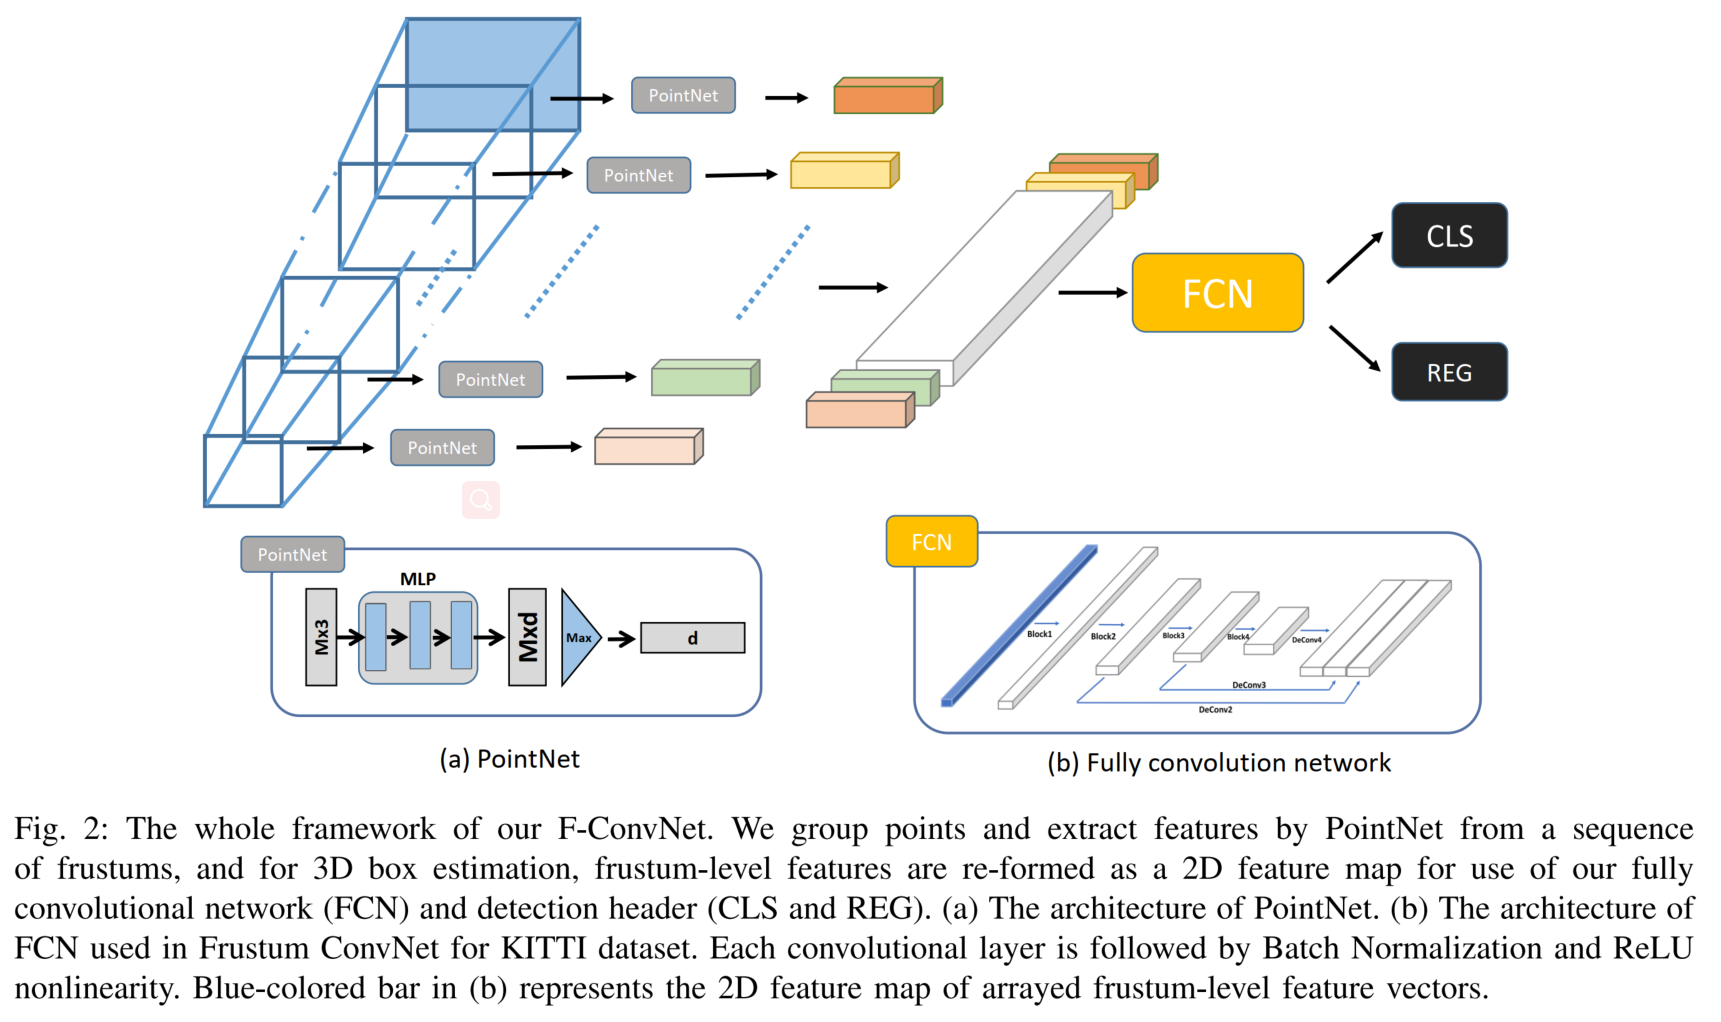 PointNet
PointNet
PointNet
PointNet
FCN
CLS
REG
PointNet
MLP
Mx3
Mxd
Max
d
(a) PointNet
FCN
Block1
Block2
Block3
Block4
DeConv4
DeConv3
DeConv2
(b) Fully convolution network
Fig. 2: The whole framework of our F-ConvNet. We group points and extract features by PointNet from a sequence
of frustums, and for 3D box estimation, frustum-level features are re-formed as a 2D feature map for use of our fully
convolutional network (FCN) and detection header (CLS and REG). (a) The architecture of PointNet. (b) The architecture of
FCN used in Frustum ConvNet for KITTI dataset. Each convolutional layer is followed by Batch Normalization and ReLU
nonlinearity. Blue-colored bar in (b) represents the 2D feature map of arrayed frustum-level feature vectors.